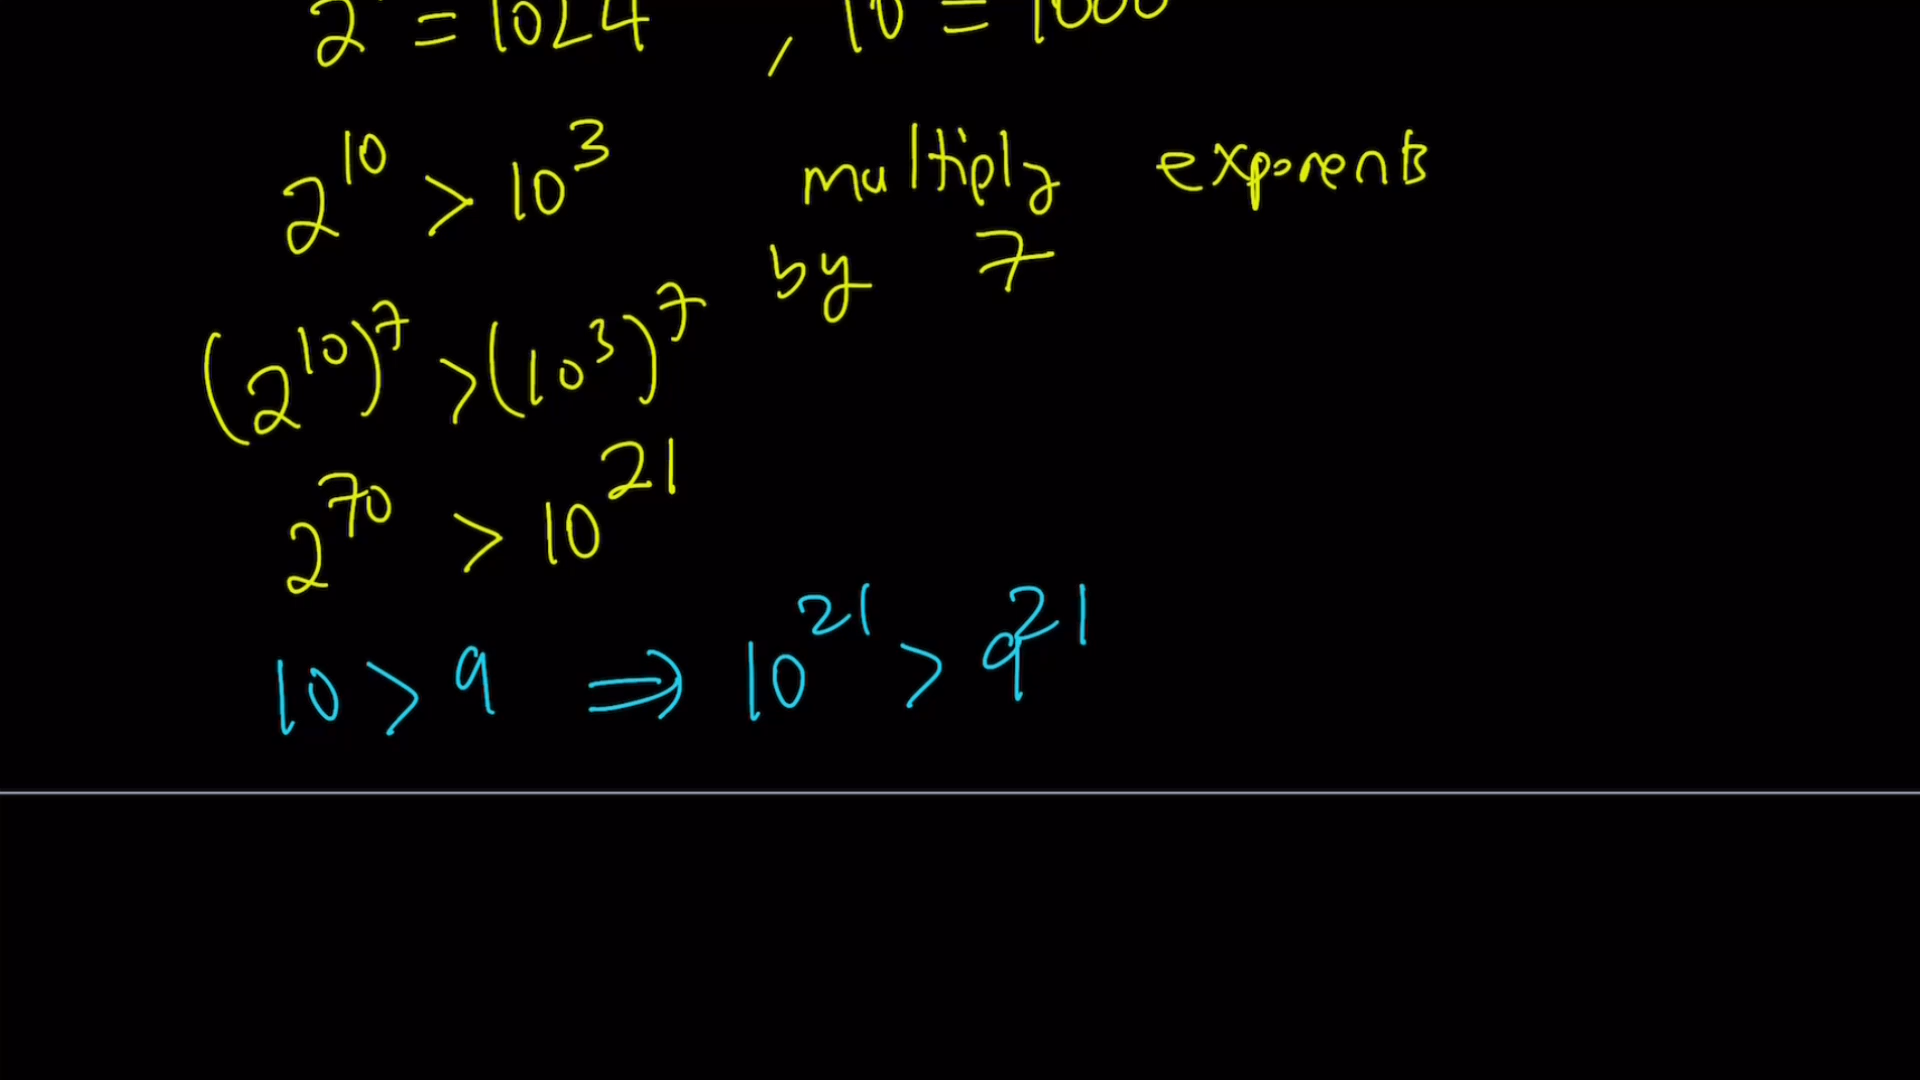 2 = 1024 , 10 = 1000
2^10 > 10^3 multiply exponents
by 7
(2^10)^7 > (10^3)^7
2^70 > 10^21
10 > 9 ⇒ 10^21 > 9^21